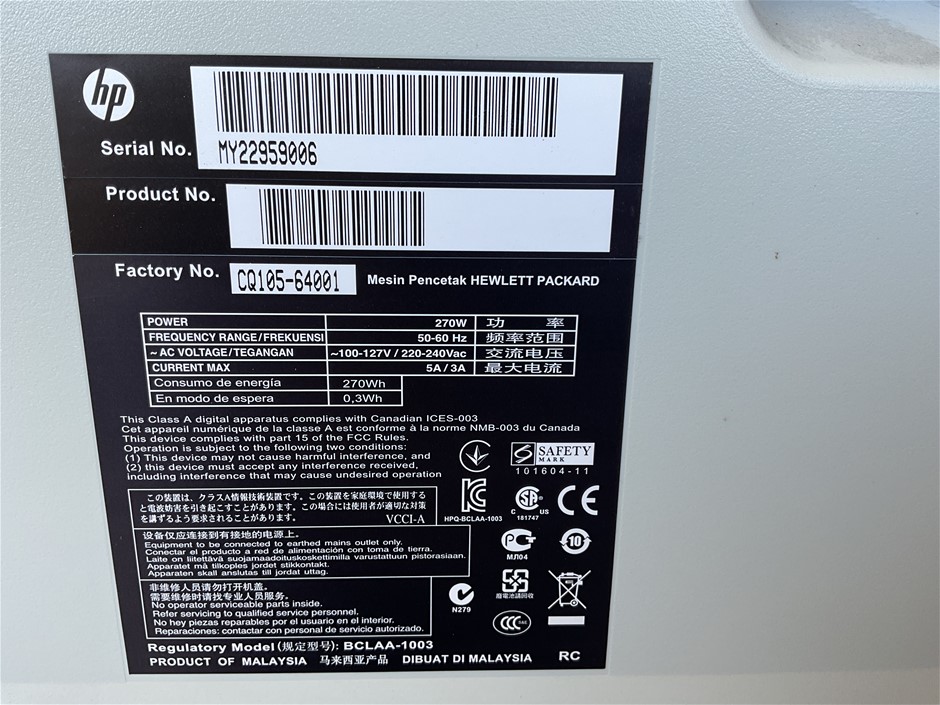 hp
Serial No. MY22959006
Product No.
Factory No. CQ105-64001 Mesin Pencetak HEWLETT PACKARD
POWER 270W 功 率
FREQUENCY RANGE/FREKUENSI 50-60 Hz 频率范围
~ AC VOLTAGE/TEGANGAN ~100-127V / 220-240Vac 交流电压
CURRENT MAX 5A / 3A 最大电流
Consumo de energía 270Wh
En modo de espera 0,3Wh
This Class A digital apparatus complies with Canadian ICES-003
Cet appareil numérique de la classe A est conforme à la norme NMB-003 du Canada
This device complies with part 15 of the FCC Rules.
Operation is subject to the following two conditions:
(1) This device may not cause harmful interference, and
(2) this device must accept any interference received,
including interference that may cause undesired operation
S SAFETY
MARK
101604-11
この装置は、クラスA情報技術装置です。この装置を家庭環境で使用する
と電波妨害を引き起こすことがあります。この場合には使用者が適切な対策
を講ずるよう要求されることがあります。 VCCI-A
HPQ-BCLAA-1003
SA
C US
181747
CE
设备仅应连接到有接地的电源上.
Equipment to be connected to earthed mains outlet only.
Conectar el producto a red de alimentación con toma de tierra.
Laite on liitettävä suojamaadoituskoskettimilla varustattuun pistorasiaan.
Apparatet må tilkoples jordet stikkontakt.
Apparaten skall anslutas till jordat uttag.
РСТ
МЛ04
10
非维修人员请勿打开机盖。
需要维修时请找专业人员服务。
No operator serviceable parts inside.
Refer servicing to qualified service personnel.
No hey piezas reparables por el usuario en el interior.
Reparaciones: contactar con personal de servicio autorizado.
N279
廢電池請回收
CCC
Regulatory Model (规定型号): BCLAA-1003
PRODUCT OF MALAYSIA 马来西亚产品 DIBUAT DI MALAYSIA RC